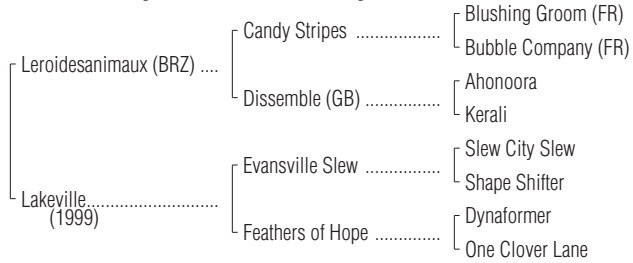 Blushing Groom (FR)
Candy Stripes ..................
Bubble Company (FR)
Leroidesanimaux (BRZ) ....
Ahonoora
Dissemble (GB) ................
Kerali
Slew City Slew
Evansville Slew ................
Shape Shifter
Lakeville............................
(1999)
Dynaformer
Feathers of Hope ..............
One Clover Lane